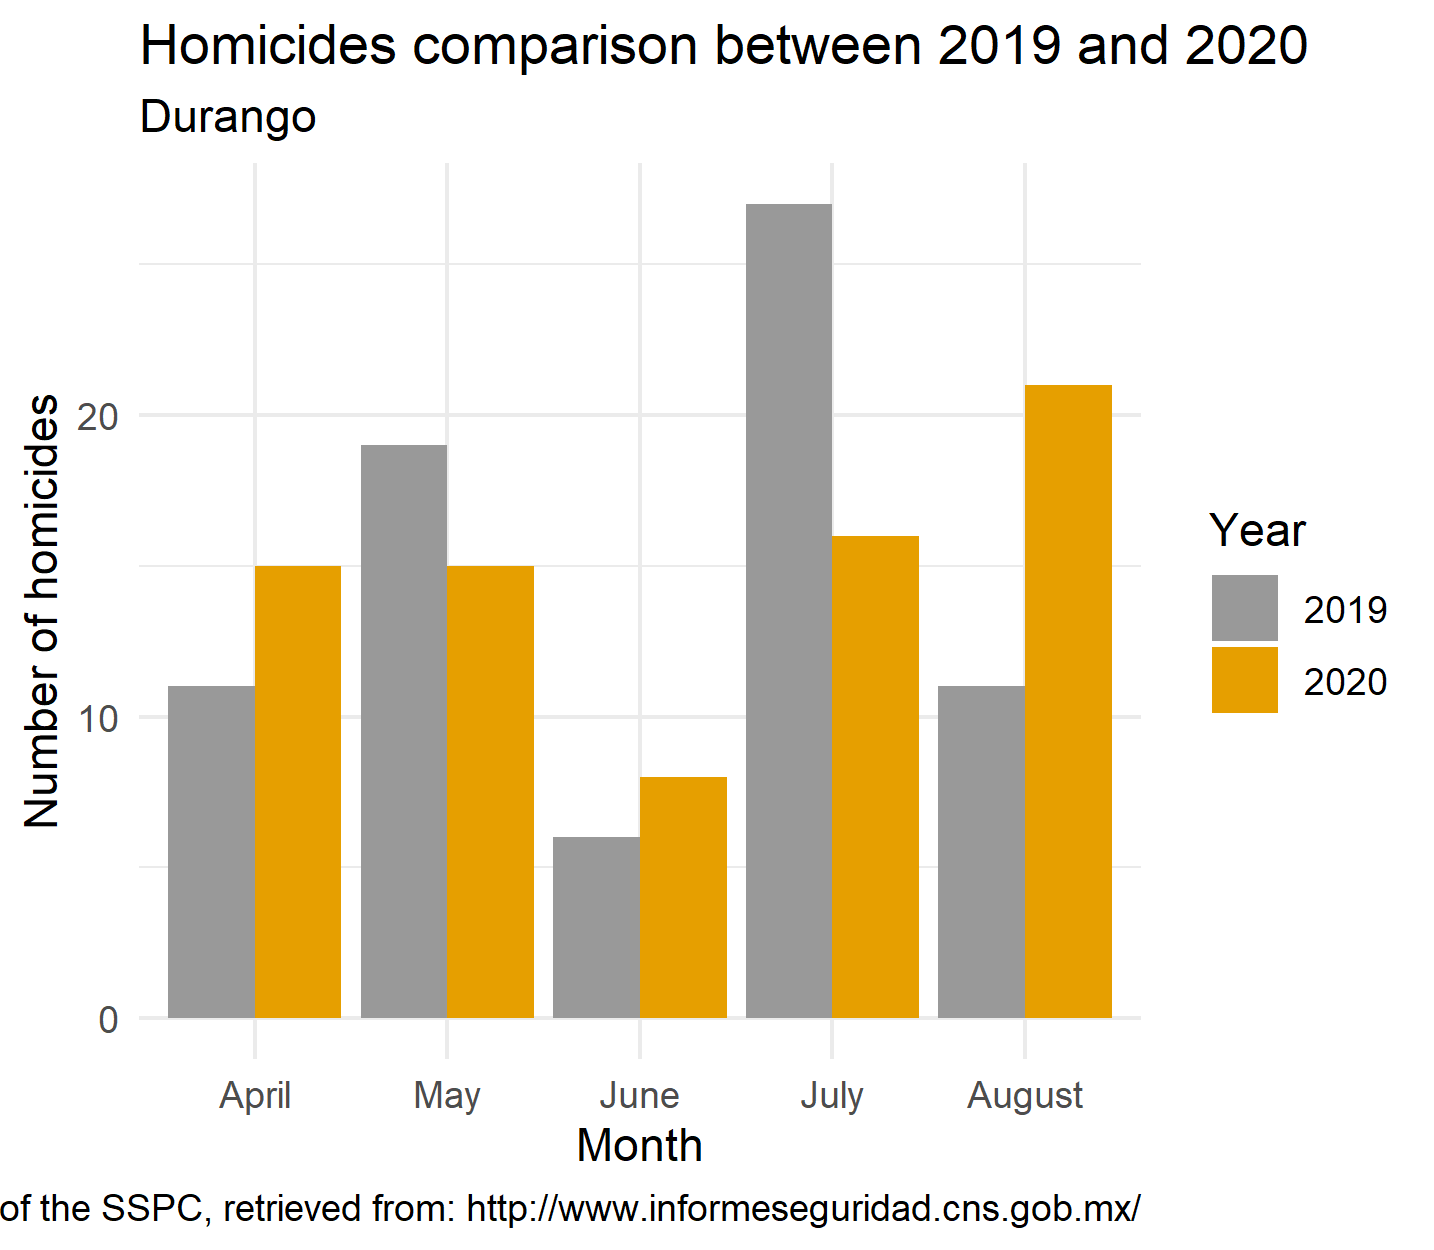 Homicides comparison between 2019 and 2020
Durango
Number of homicides
20
10
0
April May June July August
Month
Year
2019
2020
of the SSPC, retrieved from: http://www.informeseguridad.cns.gob.mx/